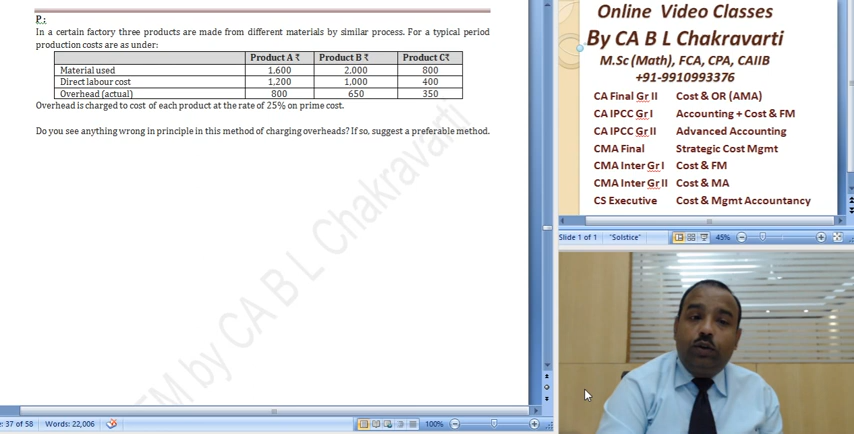 P:
In a certain factory three products are made from different materials by similar process. For a typical period
production costs are as under:
Product A ₹ Product B ₹ Product C₹
Material used 1,600 2,000 800
Direct labour cost 1,200 1,000 400
Overhead (actual) 800 650 350
Overhead is charged to cost of each product at the rate of 25% on prime cost.
Do you see anything wrong in principle in this method of charging overheads? If so, suggest a preferable method.
FM by CA B L Chakravarti
: 37 of 58 Words: 22,006 100%
Online Video Classes
By CA B L Chakravarti
M.Sc (Math), FCA, CPA, CAIIB
+91-9910993376
CA Final Gr II Cost & OR (AMA)
CA IPCC Gr I Accounting + Cost & FM
CA IPCC Gr II Advanced Accounting
CMA Final Strategic Cost Mgmt
CMA Inter Gr I Cost & FM
CMA Inter Gr II Cost & MA
CS Executive Cost & Mgmt Accountancy
Slide 1 of 1 "Solstice" 45%